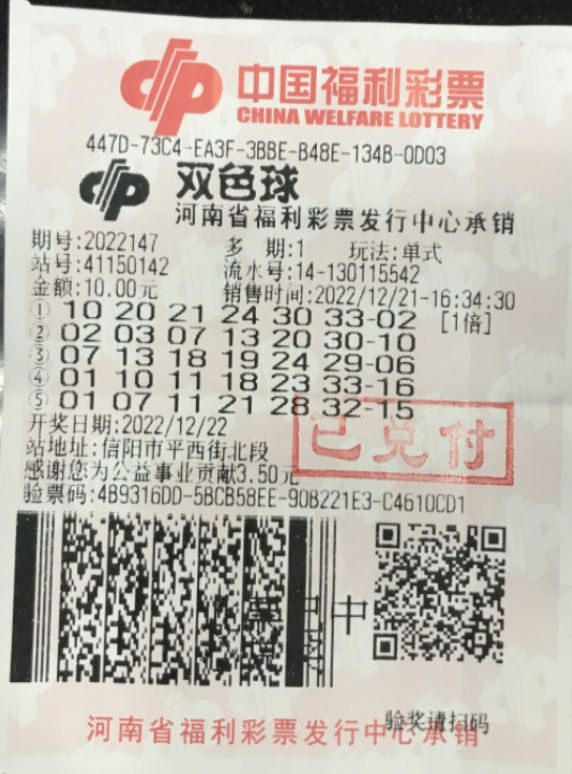 中国福利彩票
CHINA WELFARE LOTTERY
447D-73C4-EA3F-3BBE-B48E-134B-0D03
双色球
河南省福利彩票发行中心承销
期号:2022147 多 期:1 玩法:单式
站号:41150142 流水号:14-130115542
金额:10.00元 销售时间:2022/12/21-16:34:30
① 10 20 21 24 30 33-02 [1倍]
② 02 03 07 13 20 30-10
③ 07 13 18 19 24 29-06
④ 01 10 11 18 23 33-16
⑤ 01 07 11 21 28 32-15
开奖日期:2022/12/22
已兑付
站地址:信阳市平西街北段
感谢您为公益事业贡献3.50元
验票码:4B9316DD-5BCB58EE-90B221E3-C4610CD1
中
验奖请扫码
河南省福利彩票发行中心承销